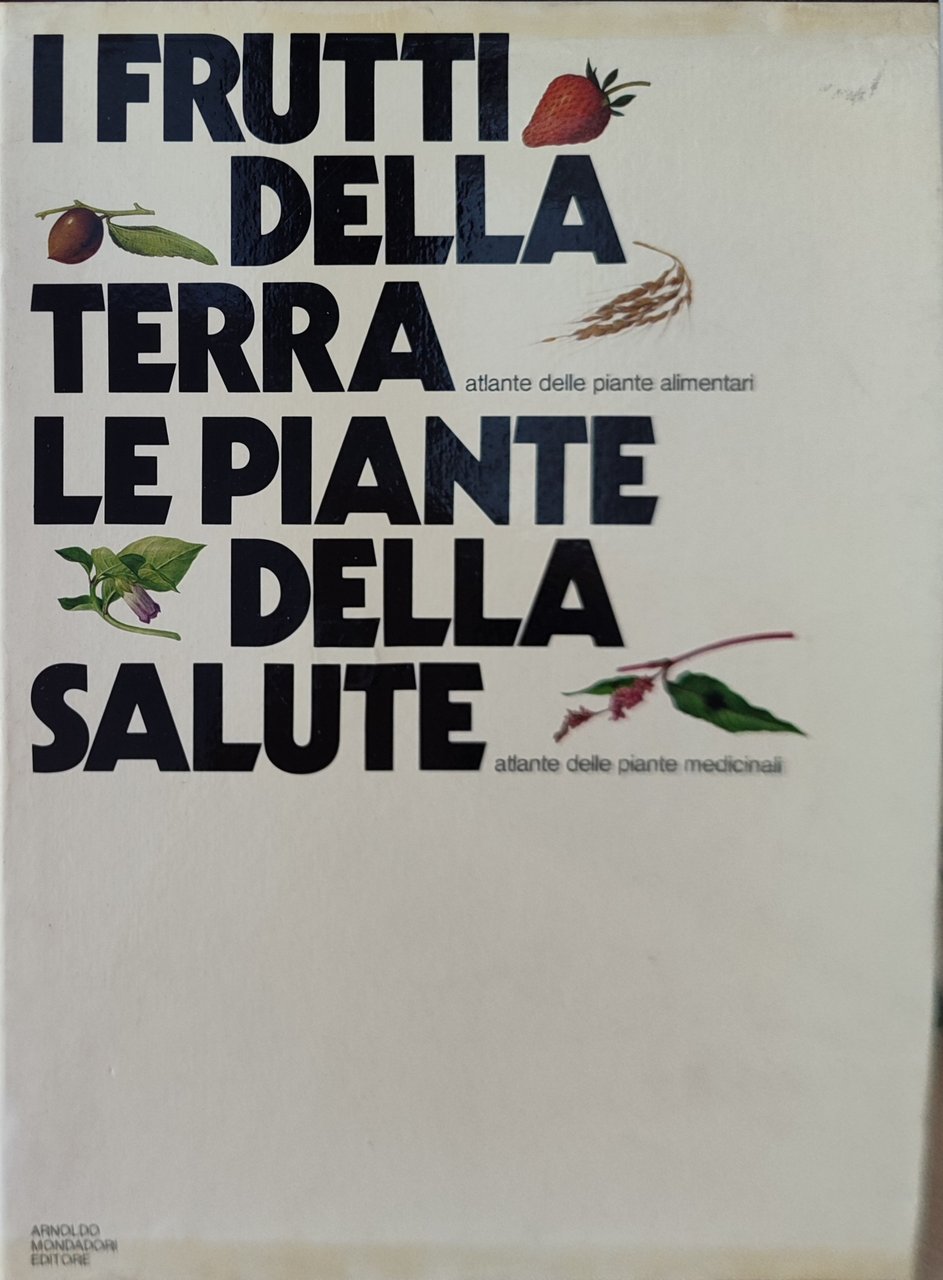 I FRUTTI
DELLA
TERRA
atlante delle piante alimentari
LE PIANTE
DELLA
SALUTE
atlante delle piante medicinali
ARNOLDO
MONDADORI
EDITORE